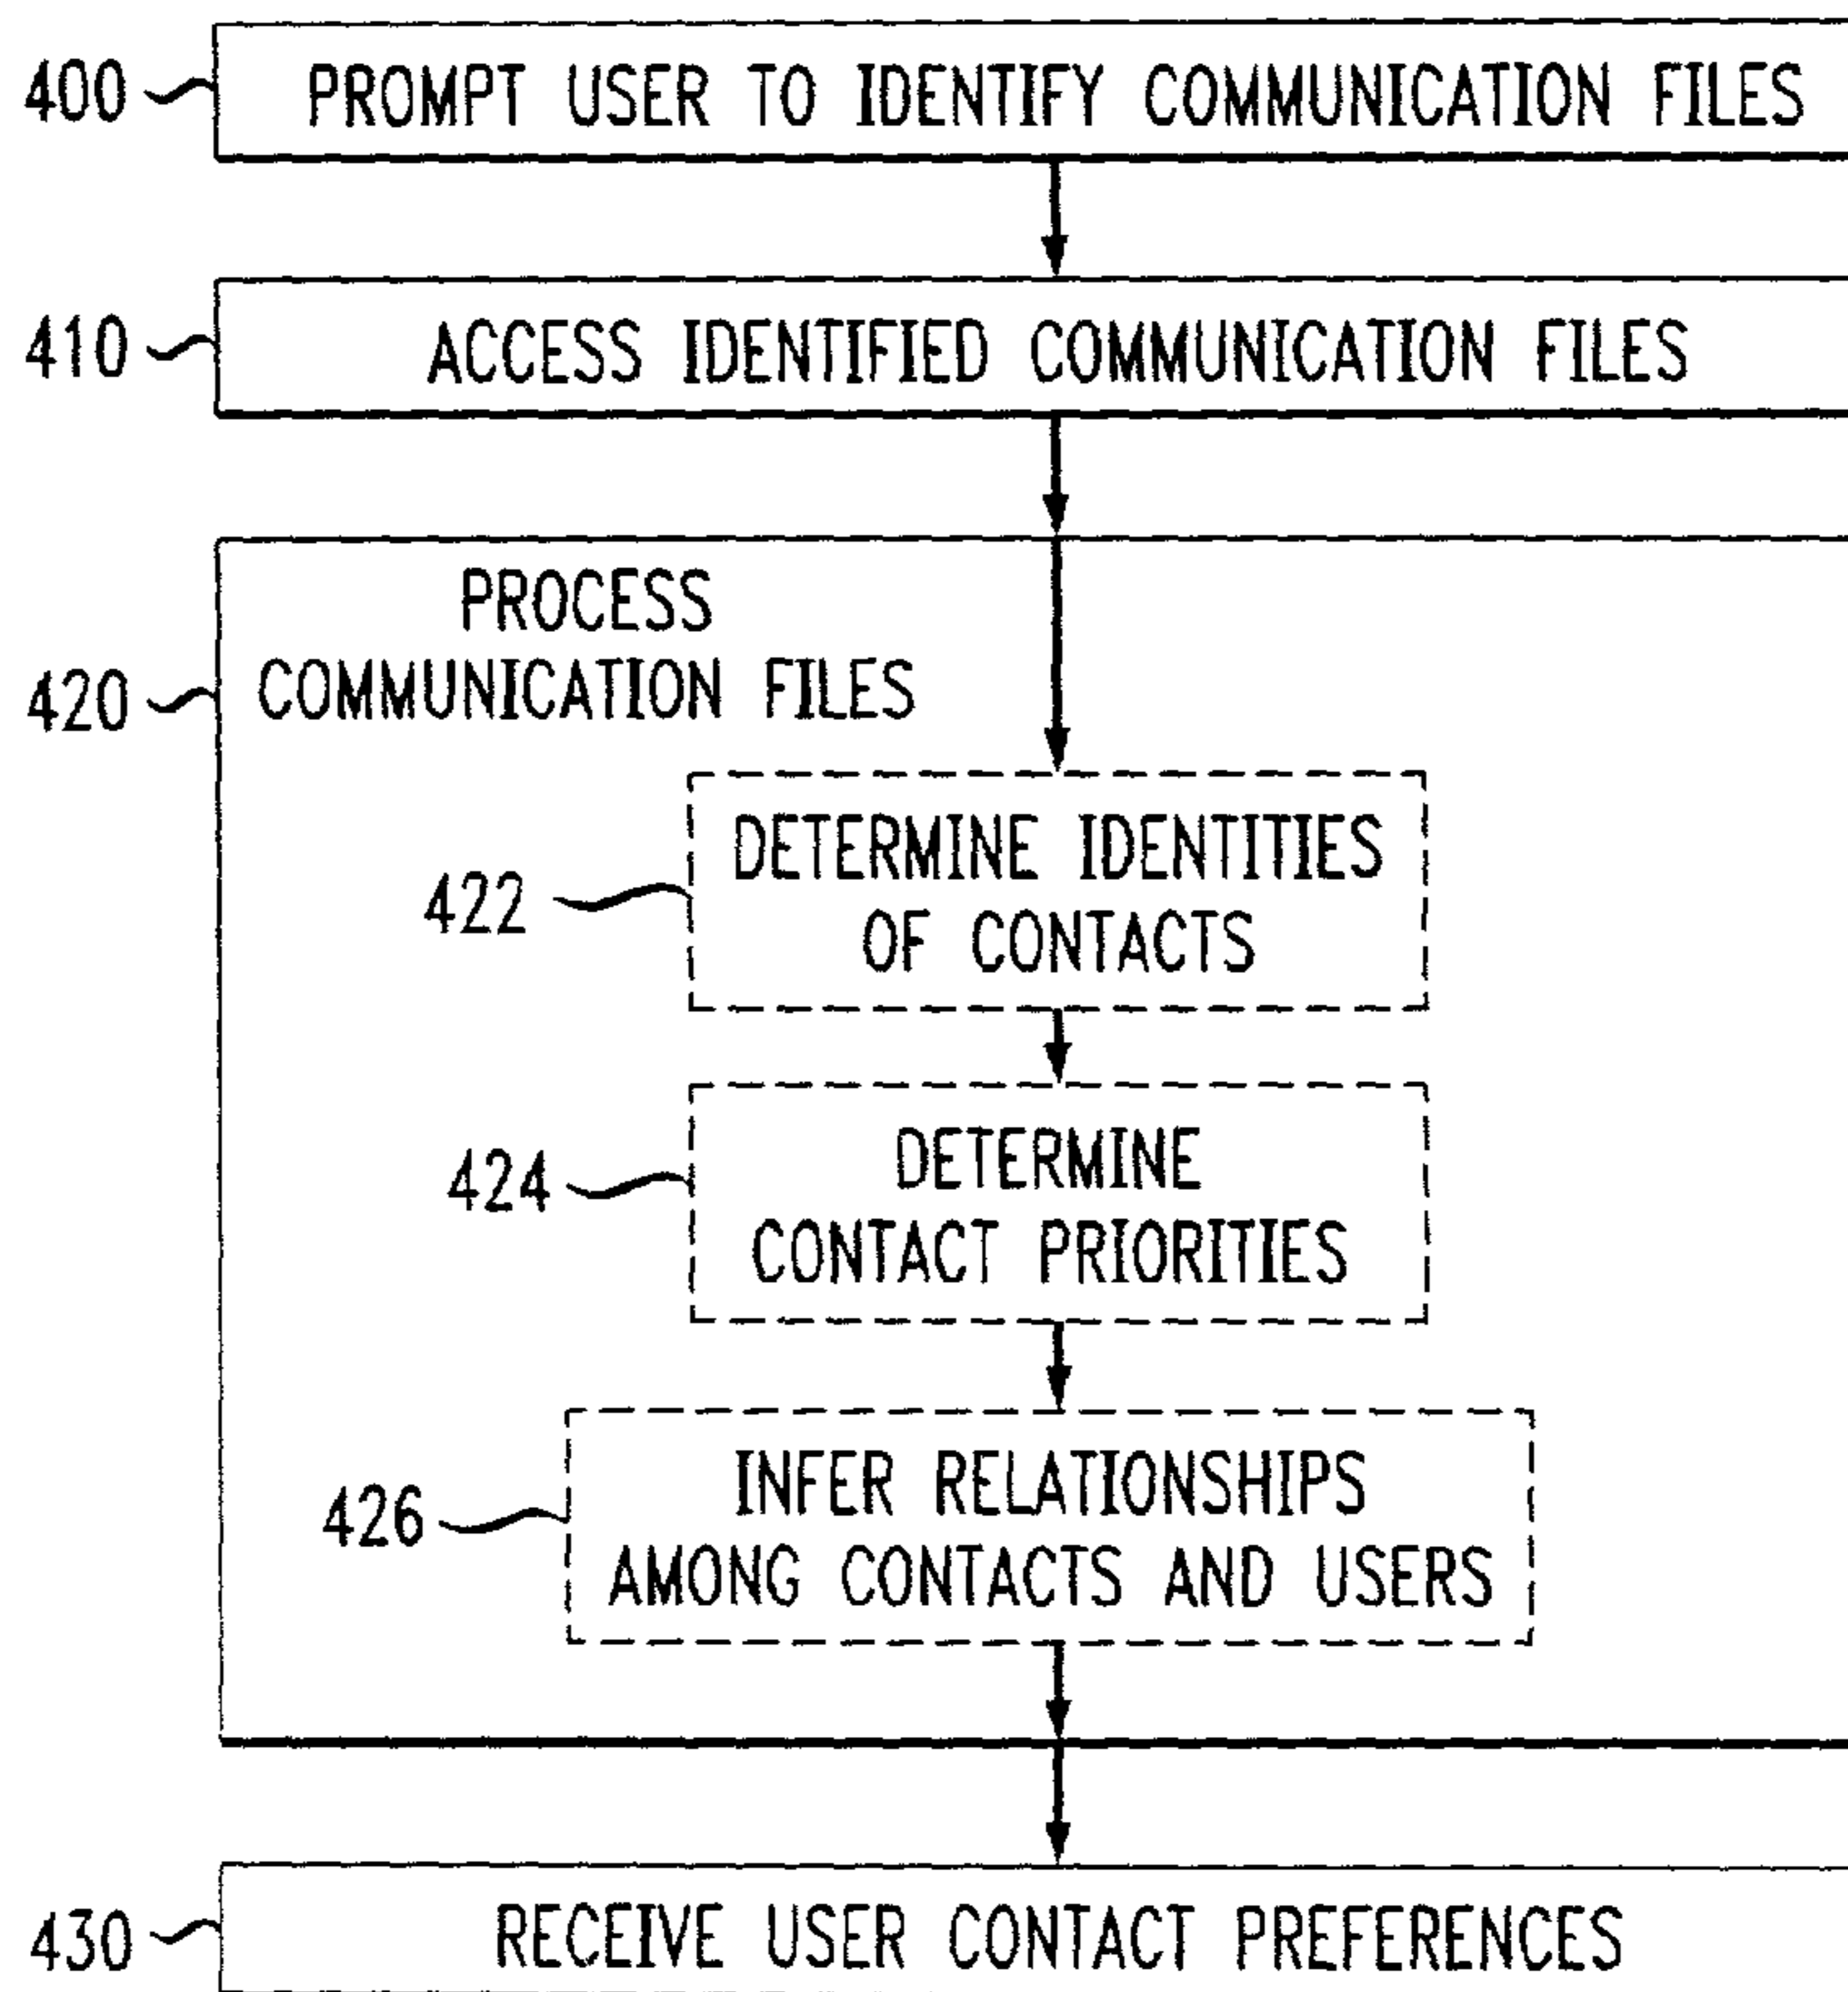 400 PROMPT USER TO IDENTIFY COMMUNICATION FILES
410 ACCESS IDENTIFIED COMMUNICATION FILES
PROCESS
420 COMMUNICATION FILES
DETERMINE IDENTITIES
422 OF CONTACTS
DETERMINE
424 CONTACT PRIORITIES
INFER RELATIONSHIPS
426 AMONG CONTACTS AND USERS
430 RECEIVE USER CONTACT PREFERENCES